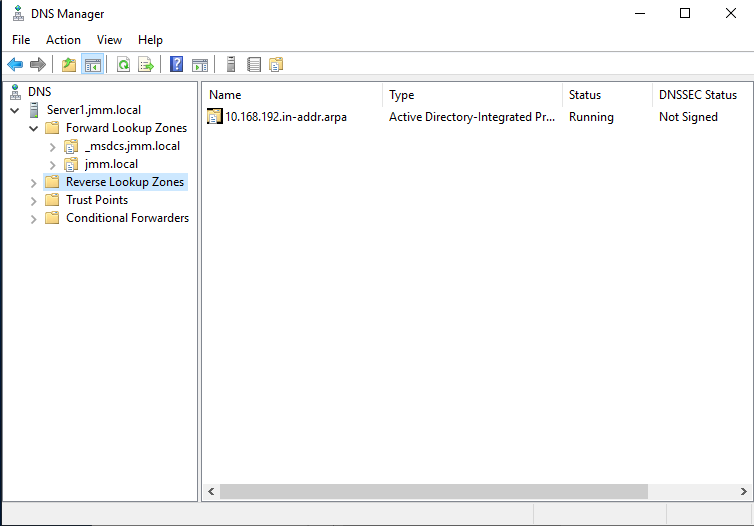 DNS Manager
File Action View Help
DNS
Server1.jmm.local
Forward Lookup Zones
_msdcs.jmm.local
jmm.local
Reverse Lookup Zones
Trust Points
Conditional Forwarders
Name Type Status DNSSEC Status
10.168.192.in-addr.arpa Active Directory-Integrated Pr... Running Not Signed